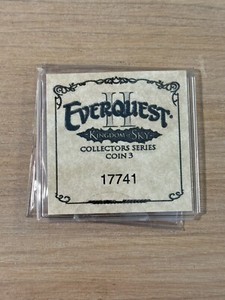 II
EVERQUEST
KINGDOM OF SKY
COLLECTORS SERIES
COIN 3
17741